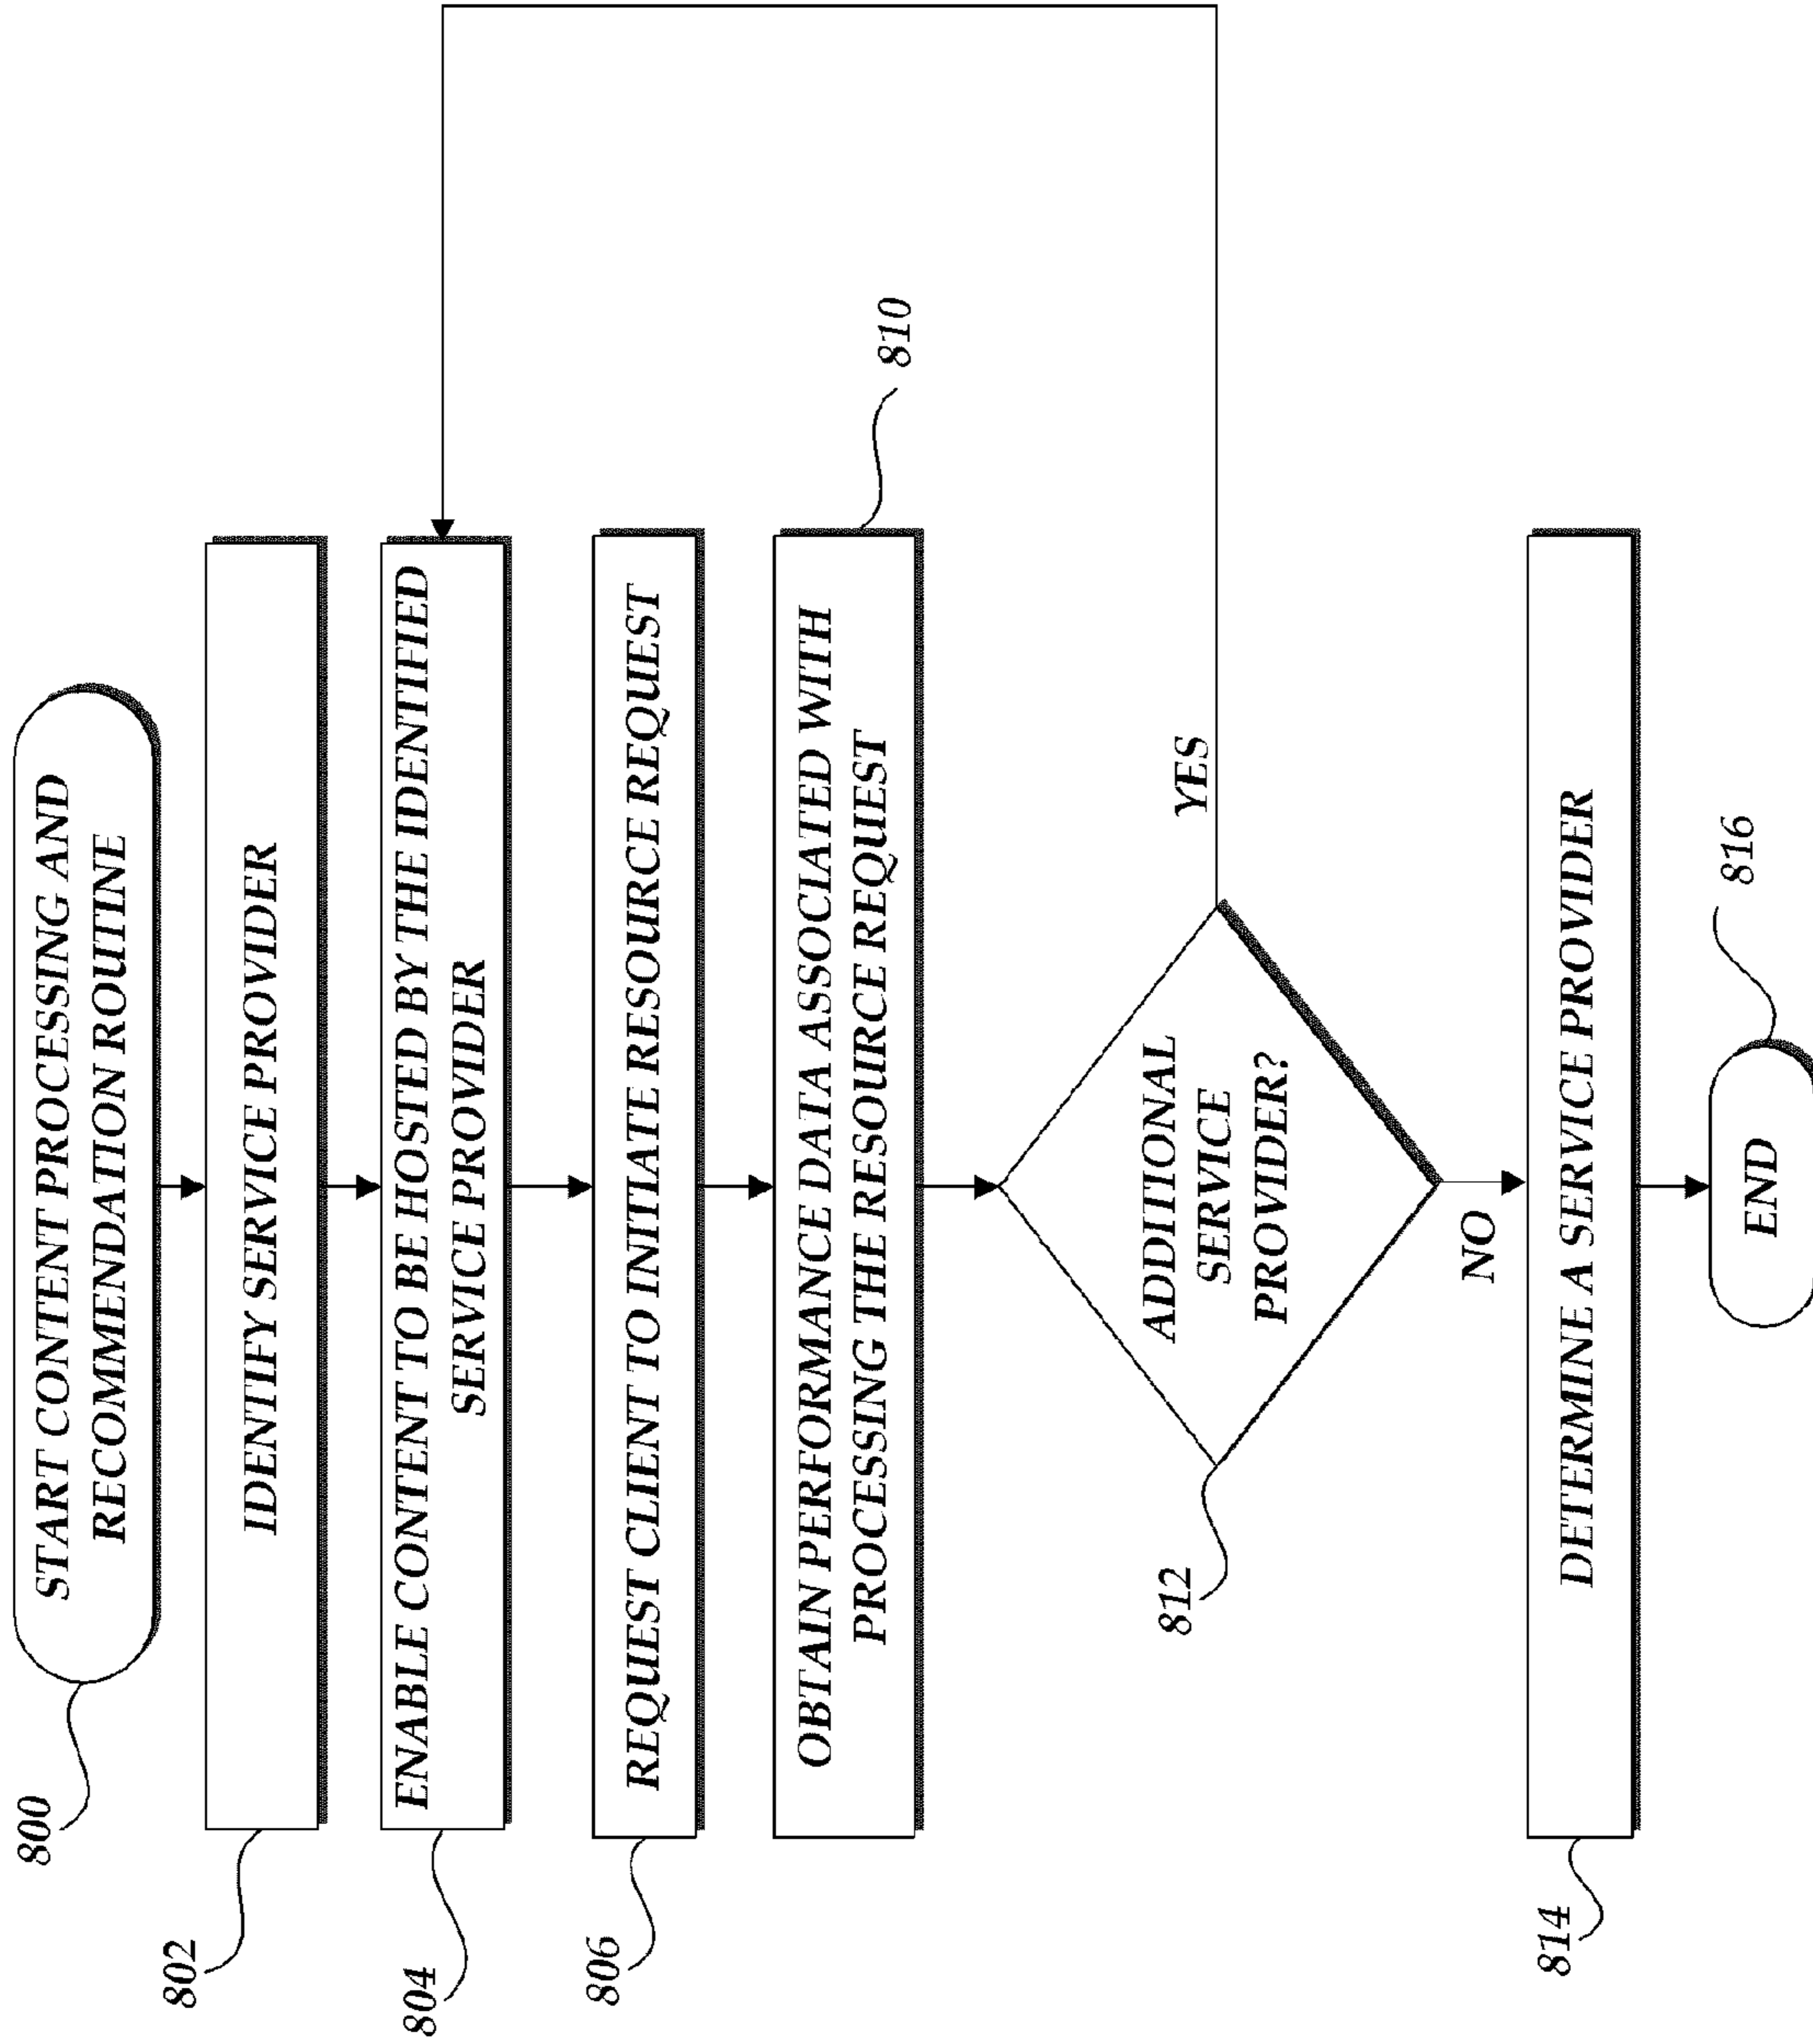 START CONTENT PROCESSING AND
RECOMMENDATION ROUTINE
800
IDENTIFY SERVICE PROVIDER
802
ENABLE CONTENT TO BE HOSTED BY THE IDENTIFIED
SERVICE PROVIDER
804
REQUEST CLIENT TO INITIATE RESOURCE REQUEST
806
OBTAIN PERFORMANCE DATA ASSOCIATED WITH
PROCESSING THE RESOURCE REQUEST
810
ADDITIONAL
SERVICE
PROVIDER?
812
YES
NO
DETERMINE A SERVICE PROVIDER
814
END
816